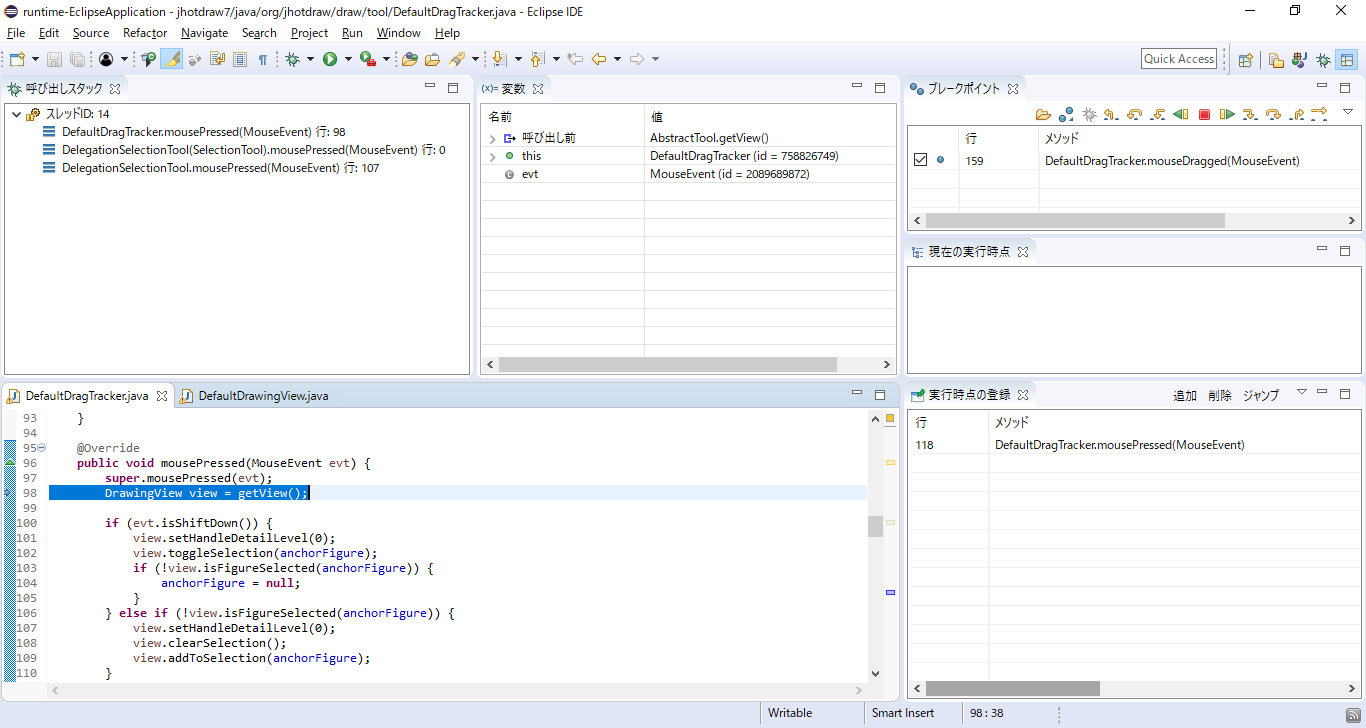 runtime-EclipseApplication - jhotdraw7/java/org/jhotdraw/draw/tool/DefaultDragTracker.java - Eclipse IDE
File Edit Source Refactor Navigate Search Project Run Window Help
Quick Access
呼び出しスタック
スレッドID: 14
DefaultDragTracker.mousePressed(MouseEvent) 行: 98
DelegationSelectionTool(SelectionTool).mousePressed(MouseEvent) 行: 0
DelegationSelectionTool.mousePressed(MouseEvent) 行: 107
(x)= 変数
名前 値
呼び出し前 AbstractTool.getView()
this DefaultDragTracker (id = 758826749)
evt MouseEvent (id = 2089689872)
ブレークポイント
行 メソッド
159 DefaultDragTracker.mouseDragged(MouseEvent)
現在の実行時点
DefaultDragTracker.java DefaultDrawingView.java
93 }
94
95 @Override
96 public void mousePressed(MouseEvent evt) {
97 super.mousePressed(evt);
98 DrawingView view = getView();
99
100 if (evt.isShiftDown()) {
101 view.setHandleDetailLevel(0);
102 view.toggleSelection(anchorFigure);
103 if (!view.isFigureSelected(anchorFigure)) {
104 anchorFigure = null;
105 }
106 } else if (!view.isFigureSelected(anchorFigure)) {
107 view.setHandleDetailLevel(0);
108 view.clearSelection();
109 view.addToSelection(anchorFigure);
110 }
実行時点の登録 追加 削除 ジャンプ
行 メソッド
118 DefaultDragTracker.mousePressed(MouseEvent)
Writable Smart Insert 98 : 38